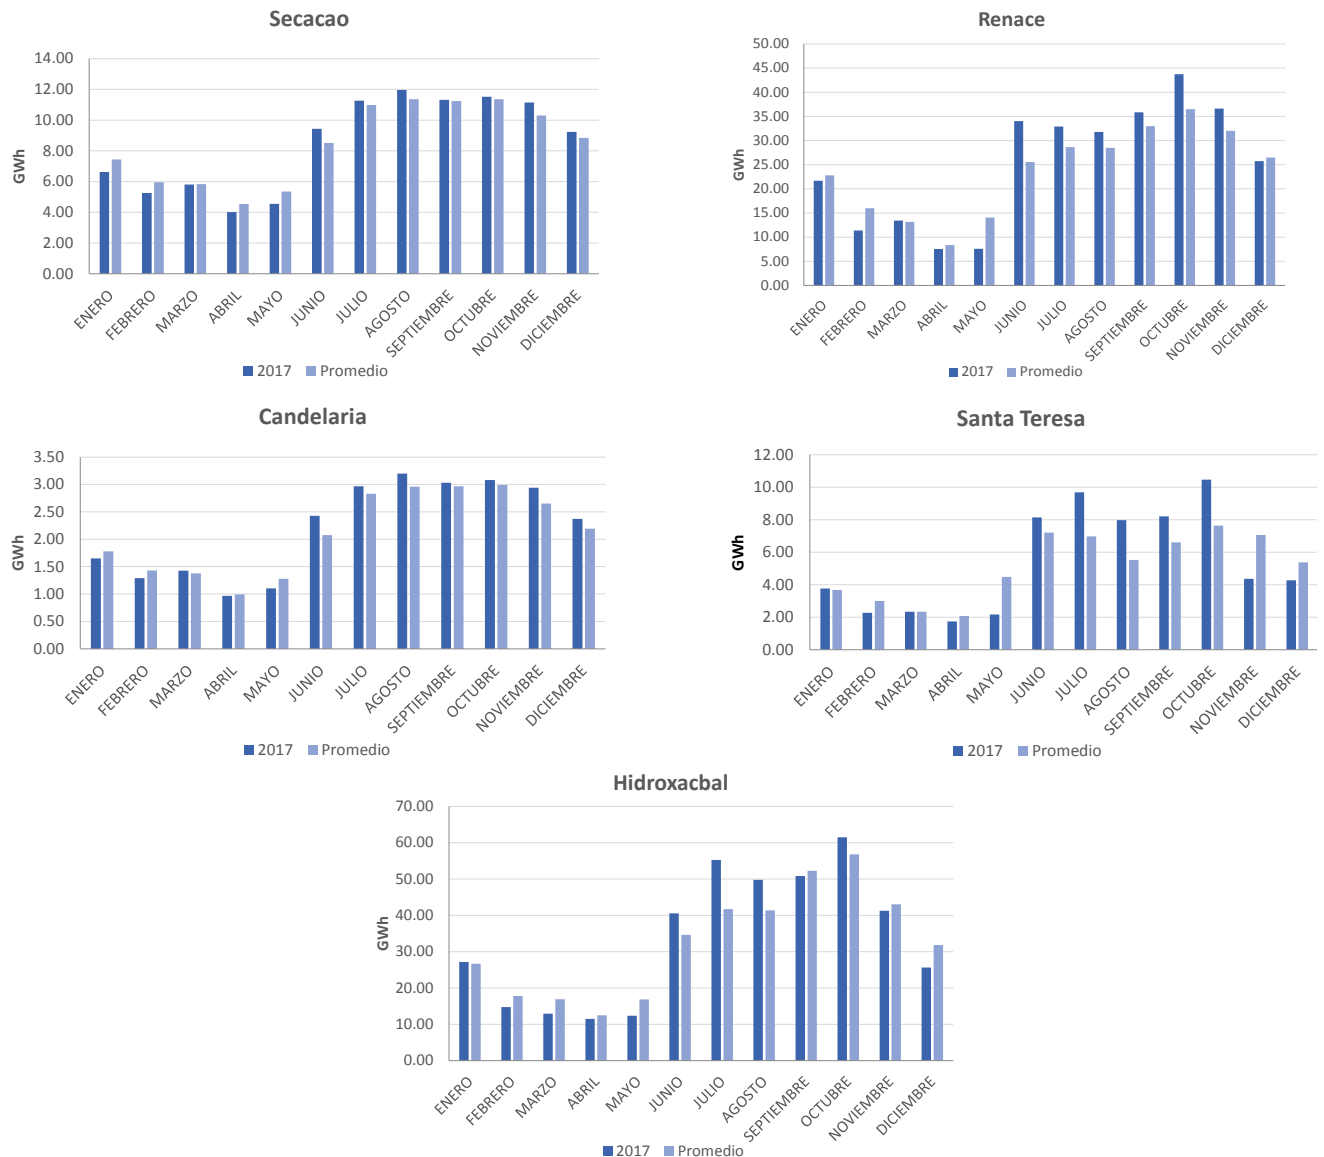 Secacao
14.00
12.00
10.00
8.00
6.00
4.00
2.00
0.00
GWh
ENERO
FEBRERO
MARZO
ABRIL
MAYO
JUNIO
JULIO
AGOSTO
SEPTIEMBRE
OCTUBRE
NOVIEMBRE
DICIEMBRE
2017 Promedio
Renace
50.00
45.00
40.00
35.00
30.00
25.00
20.00
15.00
10.00
5.00
0.00
GWh
ENERO
FEBRERO
MARZO
ABRIL
MAYO
JUNIO
JULIO
AGOSTO
SEPTIEMBRE
OCTUBRE
NOVIEMBRE
DICIEMBRE
2017 Promedio
Candelaria
3.50
3.00
2.50
2.00
1.50
1.00
0.50
0.00
GWh
ENERO
FEBRERO
MARZO
ABRIL
MAYO
JUNIO
JULIO
AGOSTO
SEPTIEMBRE
OCTUBRE
NOVIEMBRE
DICIEMBRE
2017 Promedio
Santa Teresa
12.00
10.00
8.00
6.00
4.00
2.00
0.00
GWh
ENERO
FEBRERO
MARZO
ABRIL
MAYO
JUNIO
JULIO
AGOSTO
SEPTIEMBRE
OCTUBRE
NOVIEMBRE
DICIEMBRE
2017 Promedio
Hidroxacbal
70.00
60.00
50.00
40.00
30.00
20.00
10.00
0.00
GWh
ENERO
FEBRERO
MARZO
ABRIL
MAYO
JUNIO
JULIO
AGOSTO
SEPTIEMBRE
OCTUBRE
NOVIEMBRE
DICIEMBRE
2017 Promedio